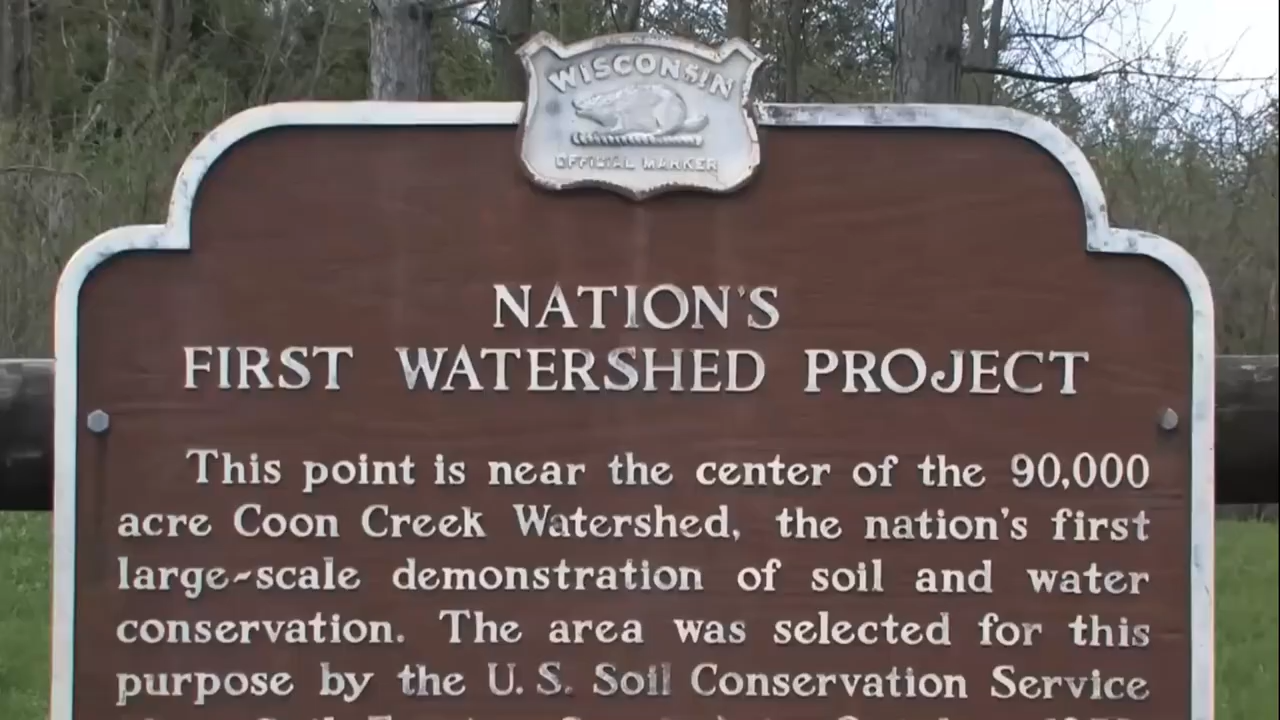 WISCONSIN
OFFICIAL MARKER
NATION'S
FIRST WATERSHED PROJECT
This point is near the center of the 90,000
acre Coon Creek Watershed, the nation's first
large-scale demonstration of soil and water
conservation. The area was selected for this
purpose by the U. S. Soil Conservation Service